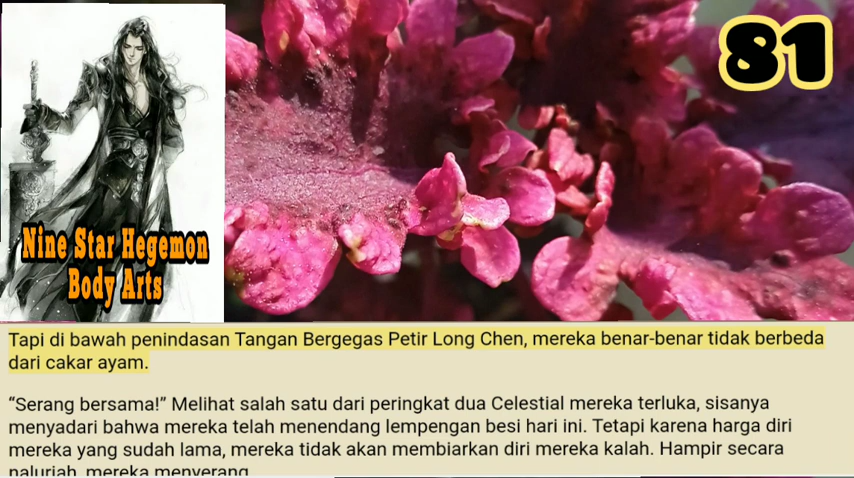 81
Nine Star Hegemon
Body Arts
Tapi di bawah penindasan Tangan Bergegas Petir Long Chen, mereka benar-benar tidak berbeda
dari cakar ayam.
“Serang bersama!” Melihat salah satu dari peringkat dua Celestial mereka terluka, sisanya
menyadari bahwa mereka telah menendang lempengan besi hari ini. Tetapi karena harga diri
mereka yang sudah lama, mereka tidak akan membiarkan diri mereka kalah. Hampir secara
naluriah, mereka menyerang